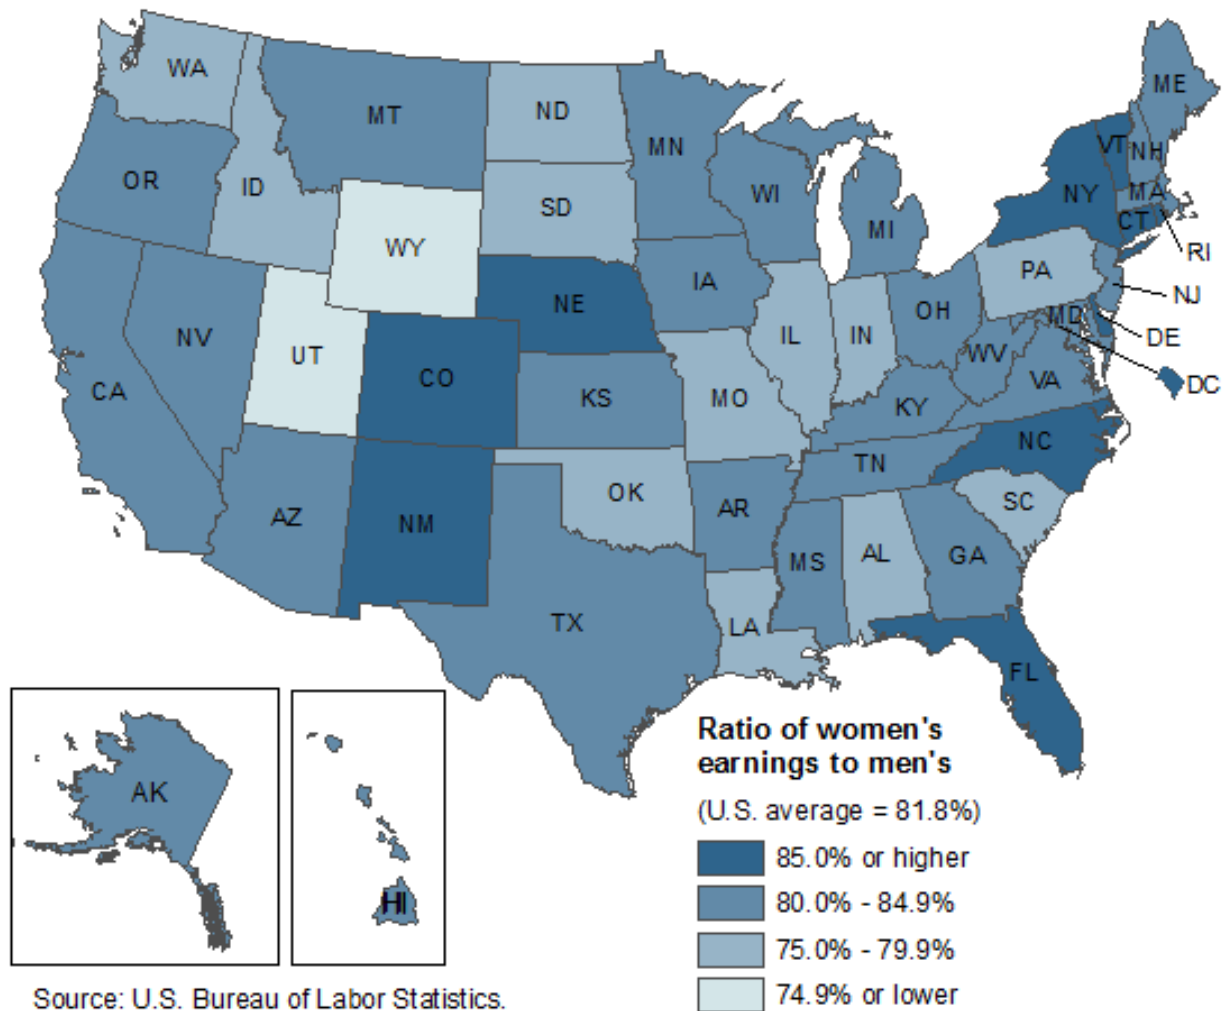 WA
MT
ND
MN
ME
VT
NH
OR
ID
SD
WI
MI
NY
MA
CT
RI
WY
IA
PA
NJ
NE
OH
MD
DE
NV
UT
CO
IL
IN
WV
VA
DC
CA
KS
MO
KY
NC
AZ
NM
OK
AR
TN
SC
MS
AL
GA
TX
LA
FL
AK
HI
Ratio of women's
earnings to men's
(U.S. average = 81.8%)
85.0% or higher
80.0% - 84.9%
75.0% - 79.9%
74.9% or lower
Source: U.S. Bureau of Labor Statistics.